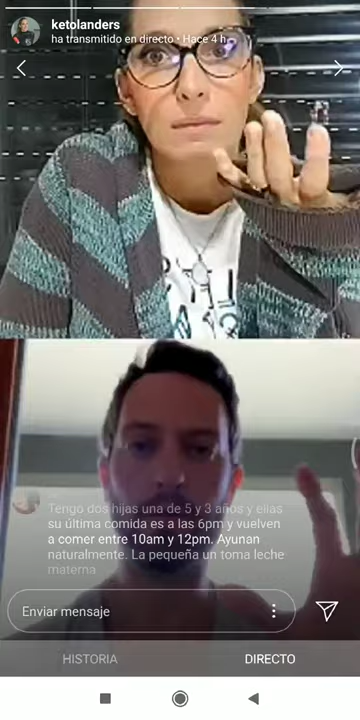 ketolanders
ha transmitido en directo • Hace 4 h
Tengo dos hijas una de 5 y 3 años y ellas
su última comida es a las 6pm y vuelven
a comer entre 10am y 12pm. Ayunan
naturalmente. La pequeña un toma leche
materna
Enviar mensaje
HISTORIA
DIRECTO